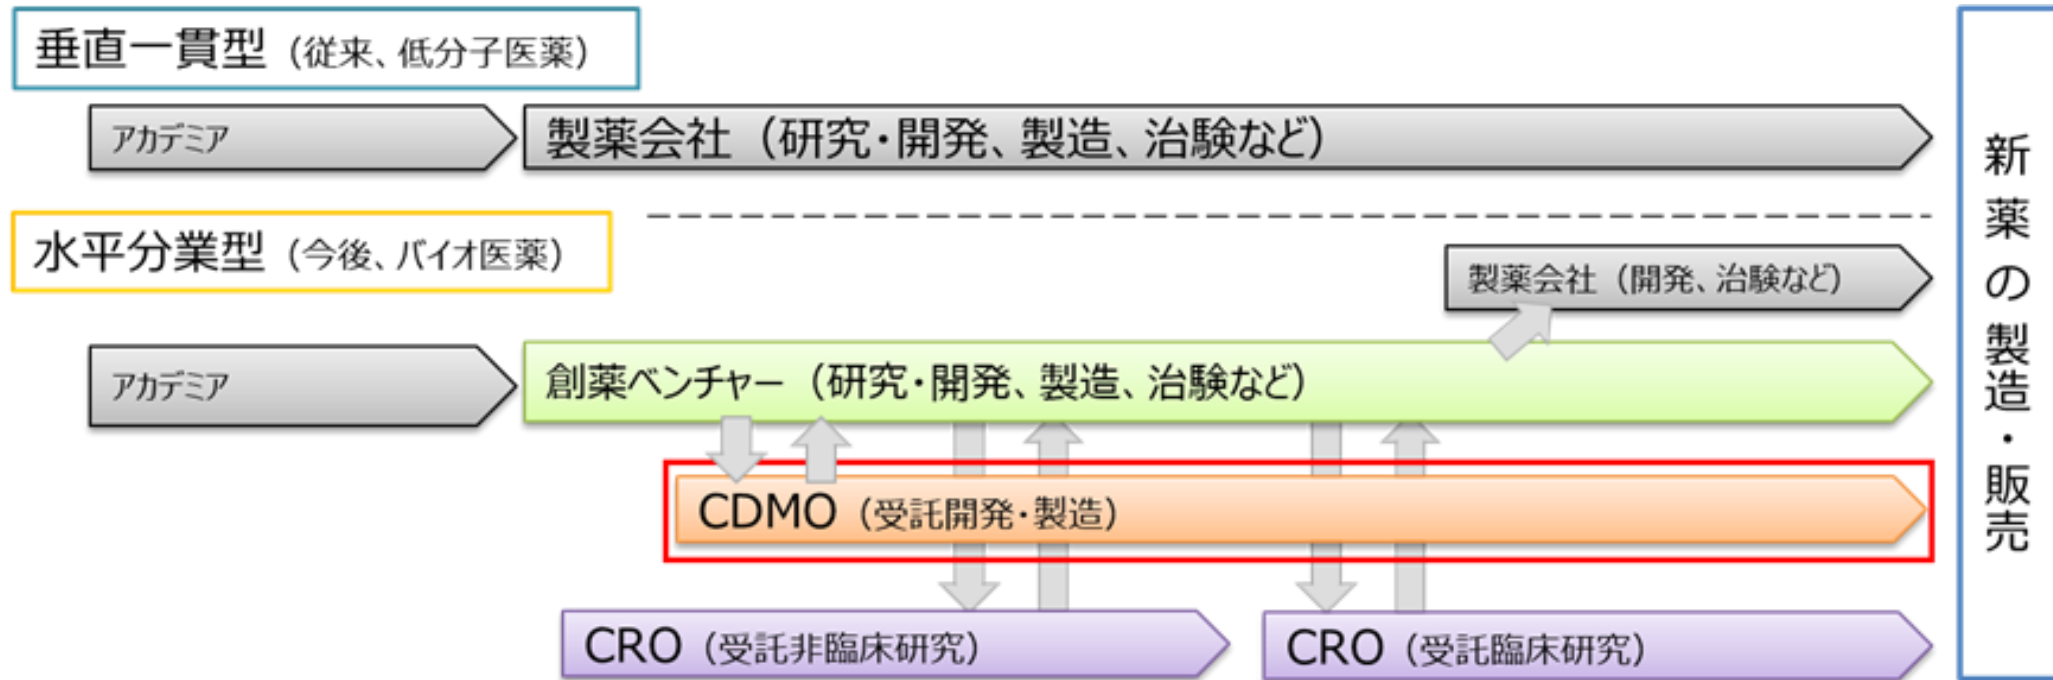 垂直一貫型（従来、低分子医薬）
アカデミア
製薬会社（研究・開発、製造、治験など）
水平分業型（今後、バイオ医薬）
製薬会社（開発、治験など）
アカデミア
創薬ベンチャー（研究・開発、製造、治験など）
CDMO（受託開発・製造）
CRO（受託非臨床研究）
CRO（受託臨床研究）
新薬の製造・販売